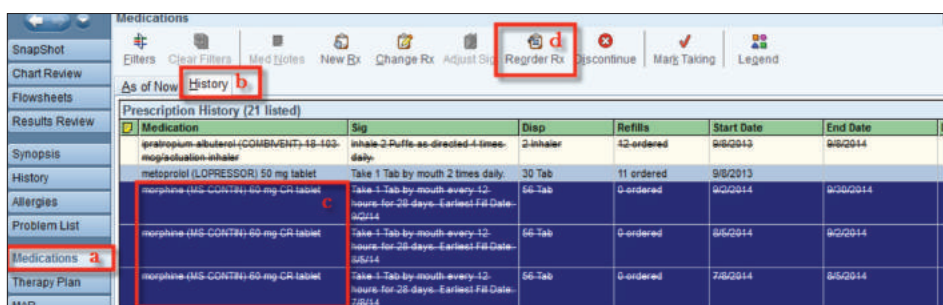 Medications
Filters Clear Filters Med Notes New Rx Change Rx Adjust Sig Reorder Rx d Discontinue Mark Taking Legend
As of Now History b
Prescription History (21 listed)
Medication Sig Disp Refills Start Date End Date
ipratropium-albuterol (COMBIVENT) 18-103 mcg/actuation inhaler
Inhale 2 Puffs as directed 4 times daily.
2 Inhaler 12 ordered 9/8/2013 9/8/2014
metoprolol (LOPRESSOR) 50 mg tablet Take 1 Tab by mouth 2 times daily. 30 Tab 11 ordered 9/8/2013
morphine (MS CONTIN) 60 mg CR tablet c
Take 1 Tab by mouth every 12
hours for 28 days. Earliest Fill Date:
9/2/14
56 Tab 0 ordered 9/2/2014 9/30/2014
morphine (MS CONTIN) 60 mg CR tablet
Take 1 Tab by mouth every 12
hours for 28 days. Earliest Fill Date:
8/5/14
56 Tab 0 ordered 8/5/2014 9/2/2014
morphine (MS CONTIN) 60 mg CR tablet
Take 1 Tab by mouth every 12
hours for 28 days. Earliest Fill Date:
7/8/14
56 Tab 0 ordered 7/8/2014 8/5/2014
SnapShot
Chart Review
Flowsheets
Results Review
Synopsis
History
Allergies
Problem List
Medications a
Therapy Plan
MAR